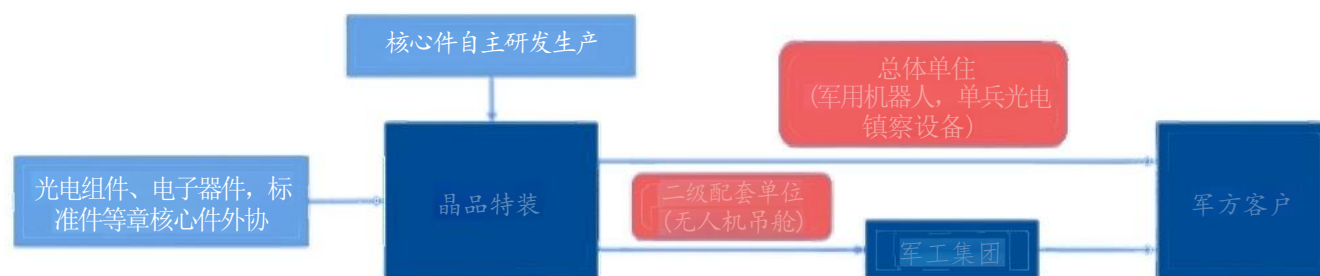 核心件自主研发生产
总体单住
(军用机器人，单兵光电
镇察设备)
光电组件、电子器件，标
准件等章核心件外协
晶品特装
二级配套单位
(无人机吊舱)
军工集团
军方客户